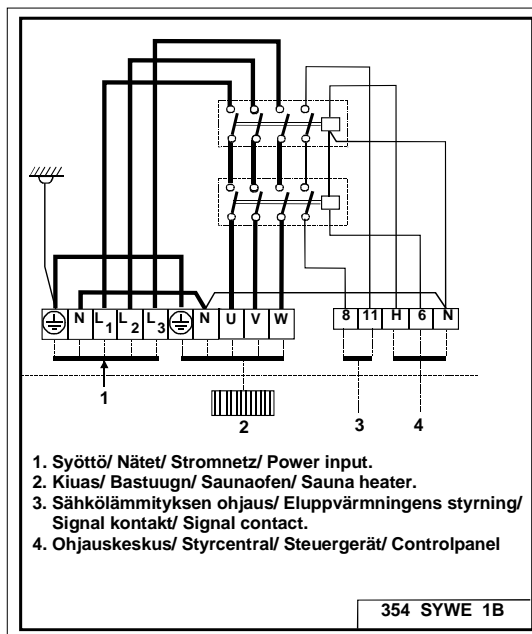 N L1 L2 L3 N U V W
8 11 H 6 N
1
2
3
4
1. Syöttö/ Nätet/ Stromnetz/ Power input.
2. Kiuas/ Bastuugn/ Saunaofen/ Sauna heater.
3. Sähkölämmityksen ohjaus/ Eluppvärmningens styrning/
Signal kontakt/ Signal contact.
4. Ohjauskeskus/ Styrcentral/ Steuergerät/ Controlpanel
354 SYWE 1B